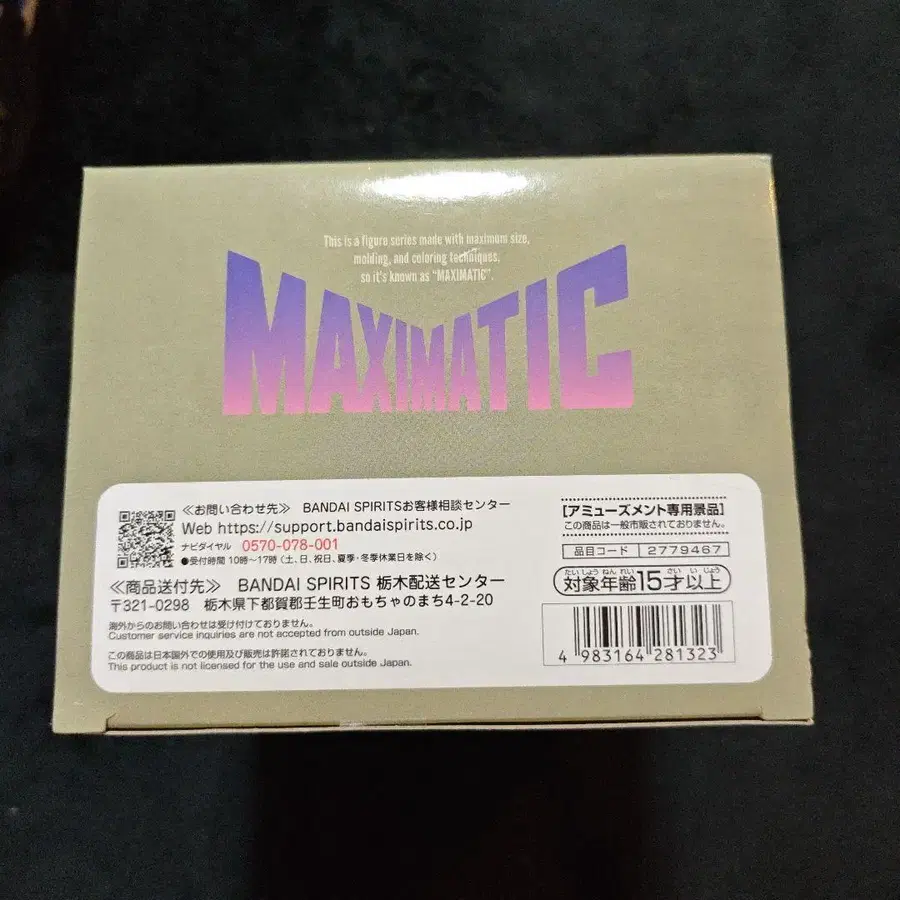 This is a figure series made with maximum size,
molding, and coloring techniques,
so it's known as "MAXIMATIC".
MAXIMATIC
≪お問い合わせ先≫ BANDAI SPIRITSお客様相談センター
Web https://support.bandaispirits.co.jp
ナビダイヤル 0570-078-001
●受付時間 10時〜17時(土、日、祝日、夏季・冬季休業日を除く)
≪商品送付先≫ BANDAI SPIRITS 栃木配送センター
〒321-0298 栃木県下都賀郡壬生町おもちゃのまち4-2-20
海外からのお問い合わせは受け付けておりません。
Customer service inquiries are not accepted from outside Japan.
この商品は日本国外での使用及び販売は許諾されておりません。
This product is not licensed for the use and sale outside Japan.
[アミューズメント専用景品]
この商品は一般市販されておりません。
品目コード 2779467
たいしょう ねん れい さい い じょう
対象年齢15才以上
4 983164 281323